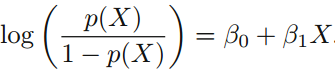 log ( p(X) / 1 − p(X) ) = β₀ + β₁X.